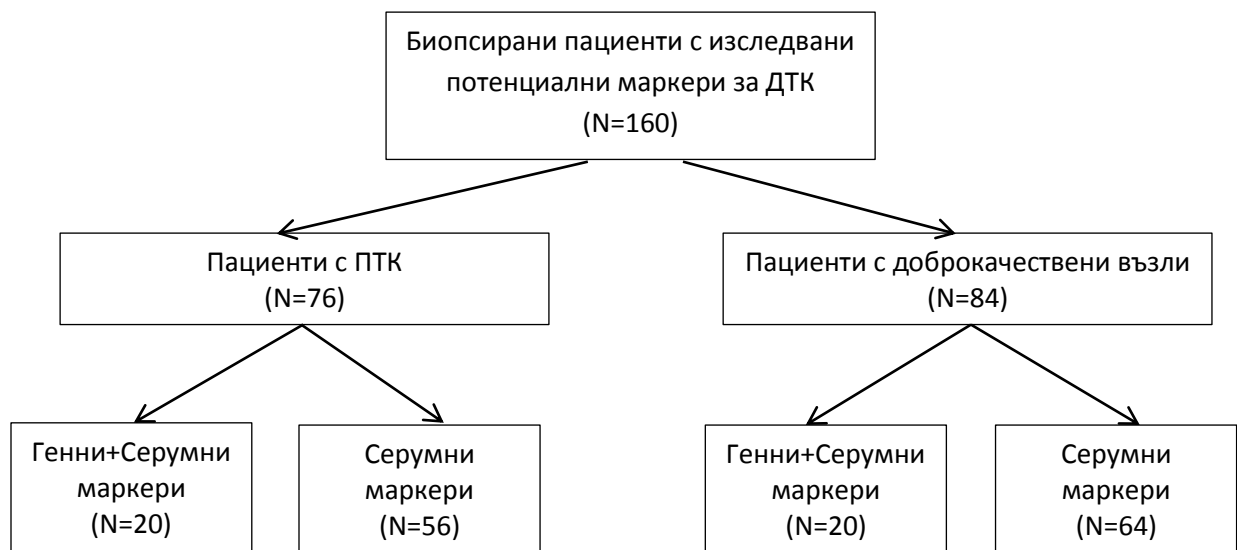 Биопсирани пациенти с изследвани
потенциални маркери за ДТК
(N=160)
Пациенти с ПТК
(N=76)
Пациенти с доброкачествени възли
(N=84)
Генни+Серумни
маркери
(N=20)
Серумни
маркери
(N=56)
Генни+Серумни
маркери
(N=20)
Серумни
маркери
(N=64)